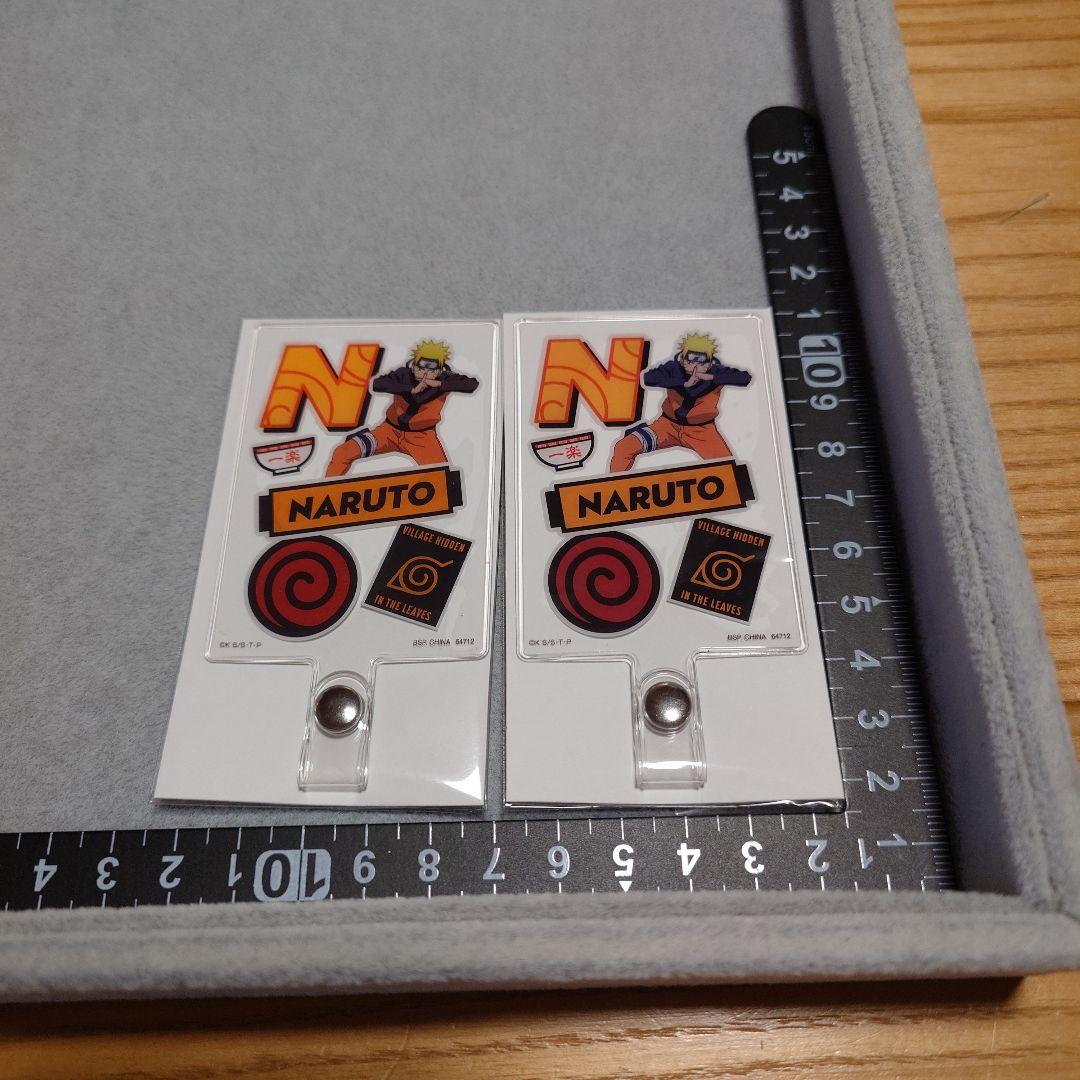 N
一楽
NARUTO
VILLAGE HIDDEN
IN THE LEAVES
©K S/S・T・P
BSP CHINA 64712
N
一楽
NARUTO
VILLAGE HIDDEN
IN THE LEAVES
©K S/S・T・P
BSP CHINA 64712
5
4
3
2
1
10
9
8
7
6
5
4
3
2
1
4 3 2 1 10 9 8 7 6 5 4 3 2 1